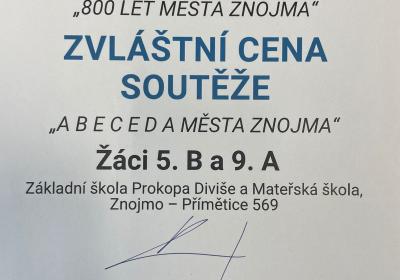 „800 LET MĚSTA ZNOJMA“
ZVLÁŠTNÍ CENA
SOUTĚŽE
„A B E C E D A MĚSTA ZNOJMA“
Žáci 5. B a 9. A
Základní škola Prokopa Diviše a Mateřská škola,
Znojmo – Přímětice 569